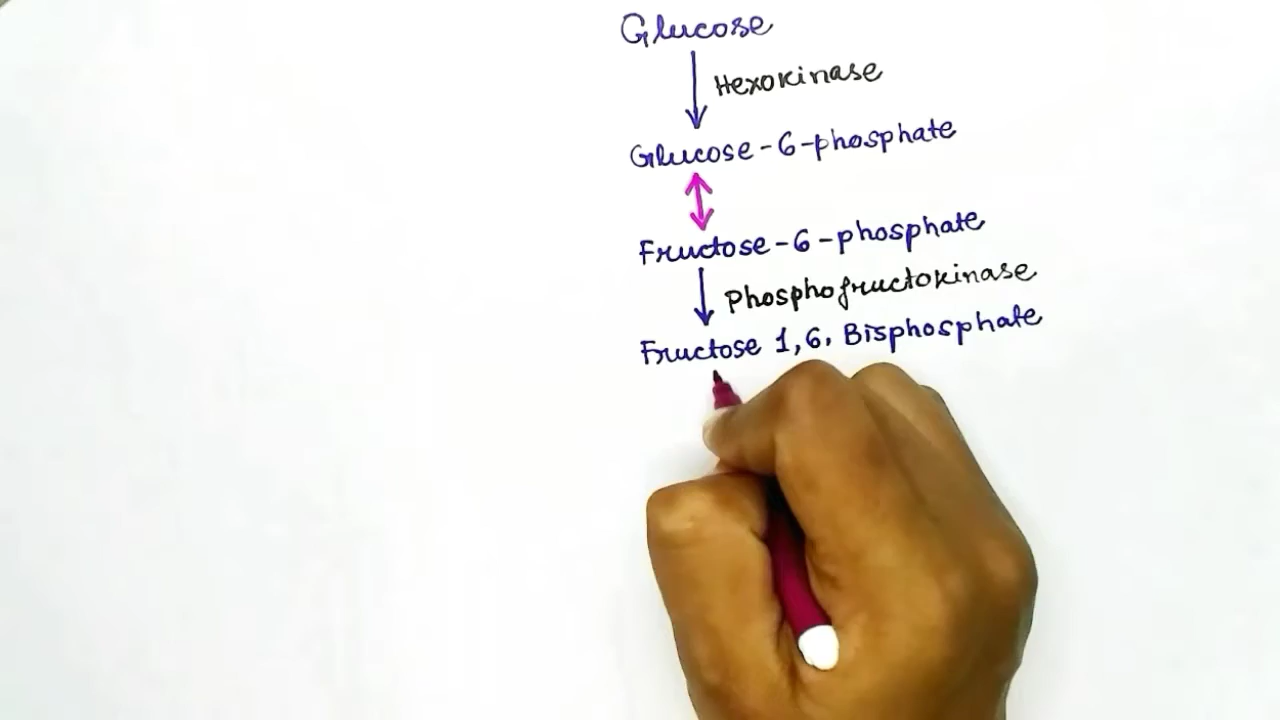 Glucose
Hexokinase
Glucose-6-phosphate
Fructose-6-phosphate
Phosphofructokinase
Fructose 1,6, Bisphosphate